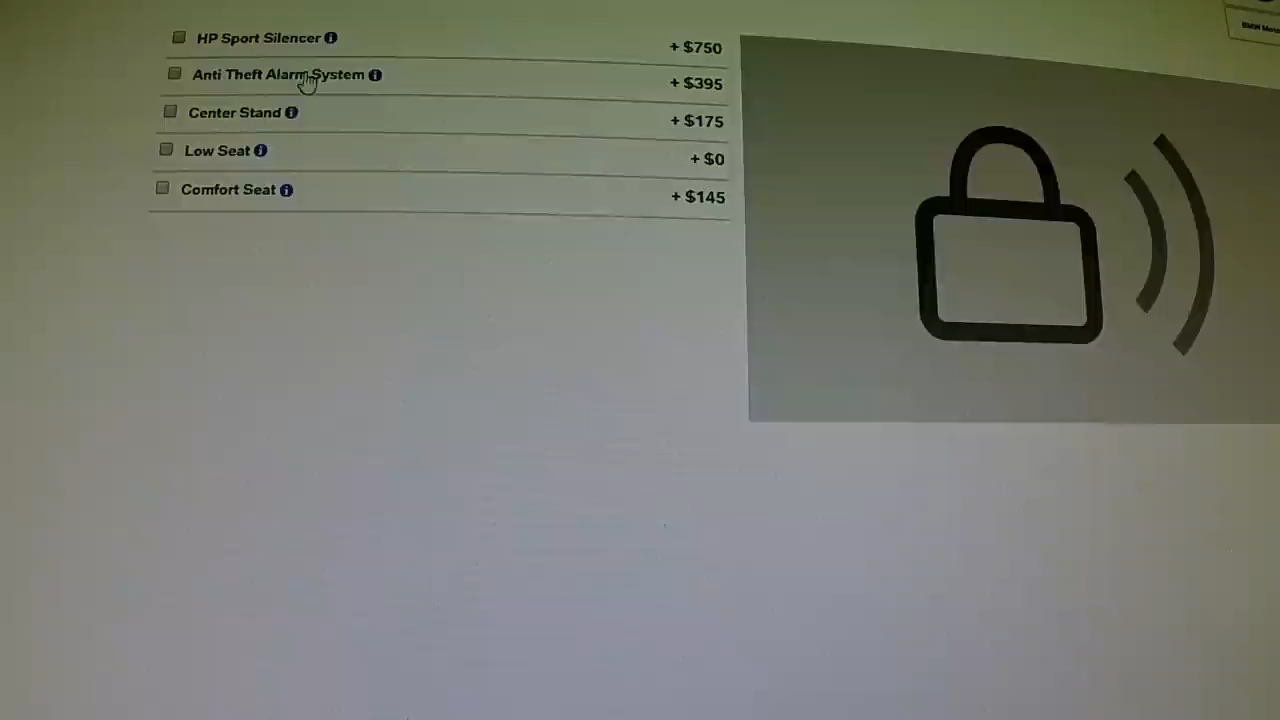 HP Sport Silencer + $750
Anti Theft Alarm System + $395
Center Stand + $175
Low Seat + $0
Comfort Seat + $145